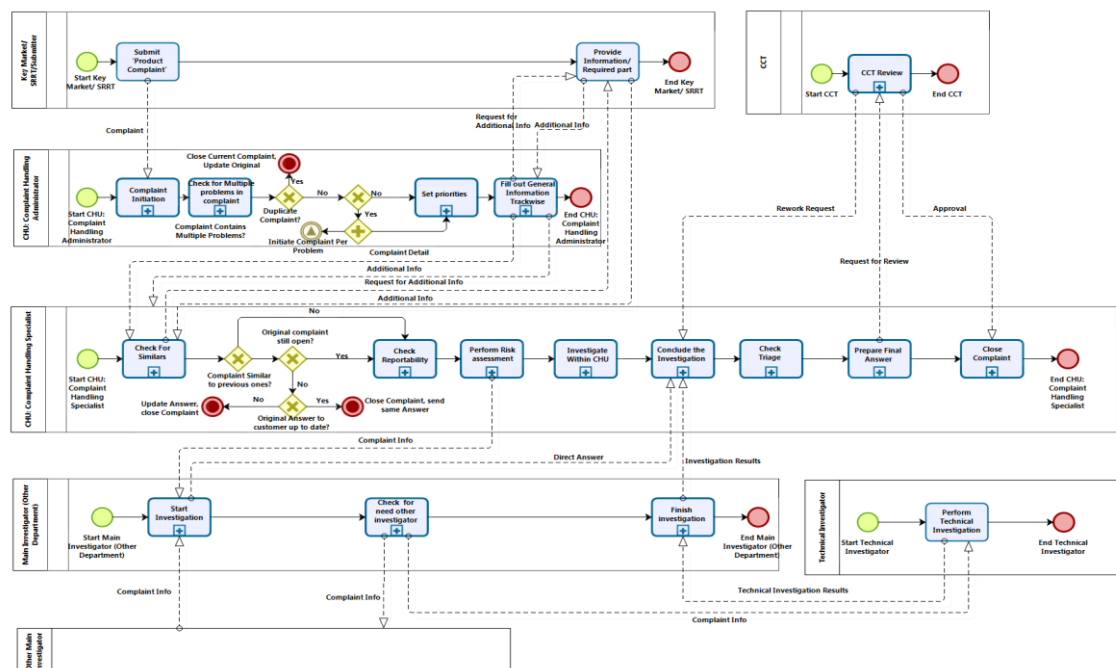 Key Market/
SRRT/Submitter
Start Key
Market/ SRRT
Submit
'Product
Complaint'
Provide
Information/
Required part
End Key
Market/ SRRT
CCT
Start CCT
CCT Review
End CCT
Complaint
Request for
Additional Info
Additional Info
CHU: Complaint Handling
Administrator
Start CHU:
Complaint
Handling
Administrator
Complaint
Initiation
Check for Multiple
problems in
complaint
Complaint Contains
Multiple Problems?
Close Current Complaint,
Update Original
Yes
No
Duplicate
Complaint?
No
Yes
Initiate Complaint Per
Problem
Set priorities
Fill out General
Information
Trackwise
End CHU:
Complaint
Handling
Administrator
Rework Request
Approval
Request for Review
Complaint Detail
Additional Info
Request for Additional Info
Additional Info
CHU: Complaint Handling Specialist
Start CHU:
Complaint
Handling
Specialist
Check For
Similars
No
Original complaint
still open?
Complaint Similar
to previous ones?
Yes
No
Update Answer,
close Complaint
No
Yes
Original Answer to
customer up to date?
Close Complaint, send
same Answer
Check
Reportability
Perform Risk
assessment
Investigate
Within CHU
Conclude the
Investigation
Check
Triage
Prepare Final
Answer
Close
Complaint
End CHU:
Complaint
Handling
Specialist
Complaint Info
Direct Answer
Investigation Results
Main Investigator (Other
Department)
Start Main
Investigator (Other
Department)
Start
Investigation
Check for
need other
investigator
Finish
investigation
End Main
Investigator (Other
Department)
Technical Investigator
Start Technical
Investigator
Perform
Technical
Investigation
End Technical
Investigator
Complaint Info
Complaint Info
Technical Investigation Results
Complaint Info
Other Main
Investigator